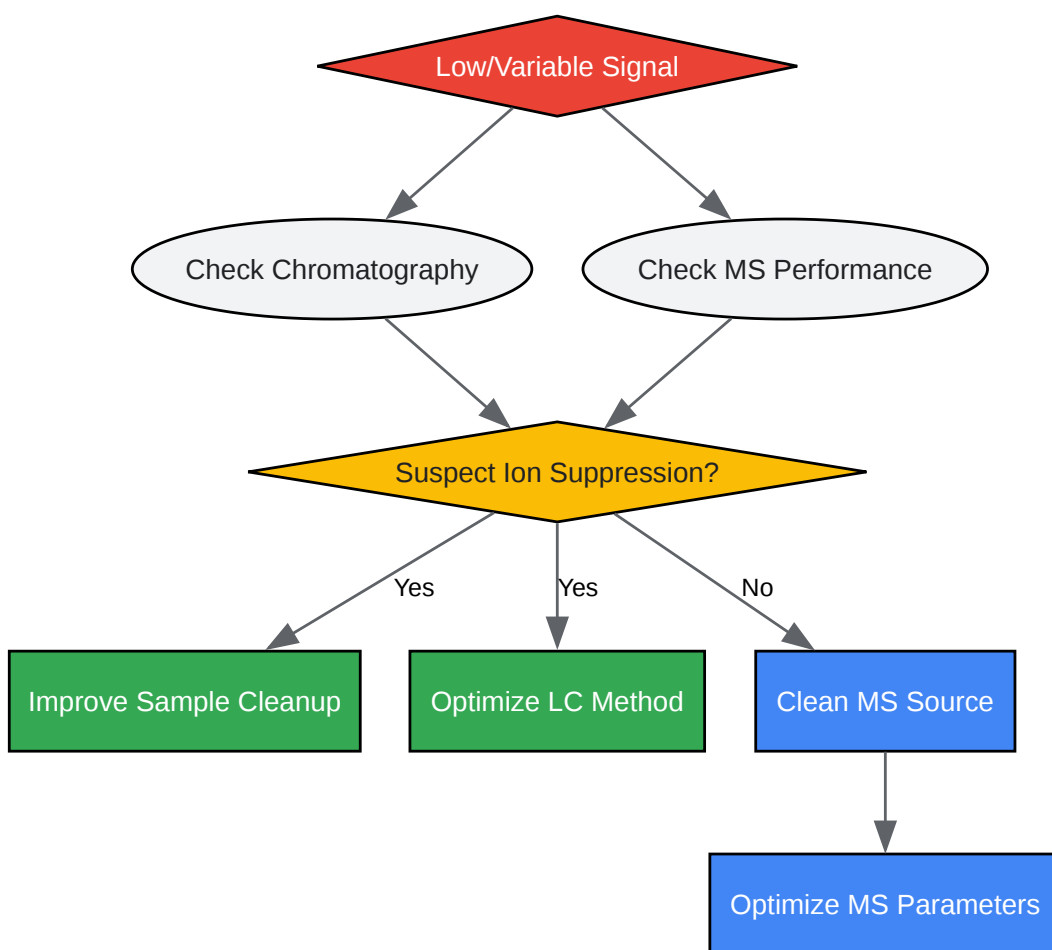 Low/Variable Signal
Check Chromatography
Check MS Performance
Suspect Ion Suppression?
Yes
Yes
No
Improve Sample Cleanup
Optimize LC Method
Clean MS Source
Optimize MS Parameters